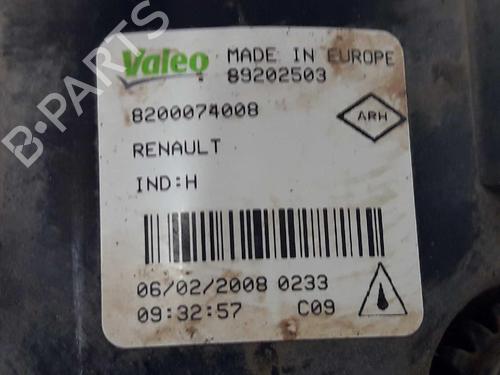 B-PARTS
Valeo MADE IN EUROPE
89202503
8200074008
ARH
RENAULT
IND:H
06/02/2008 0233
09:32:57 C09